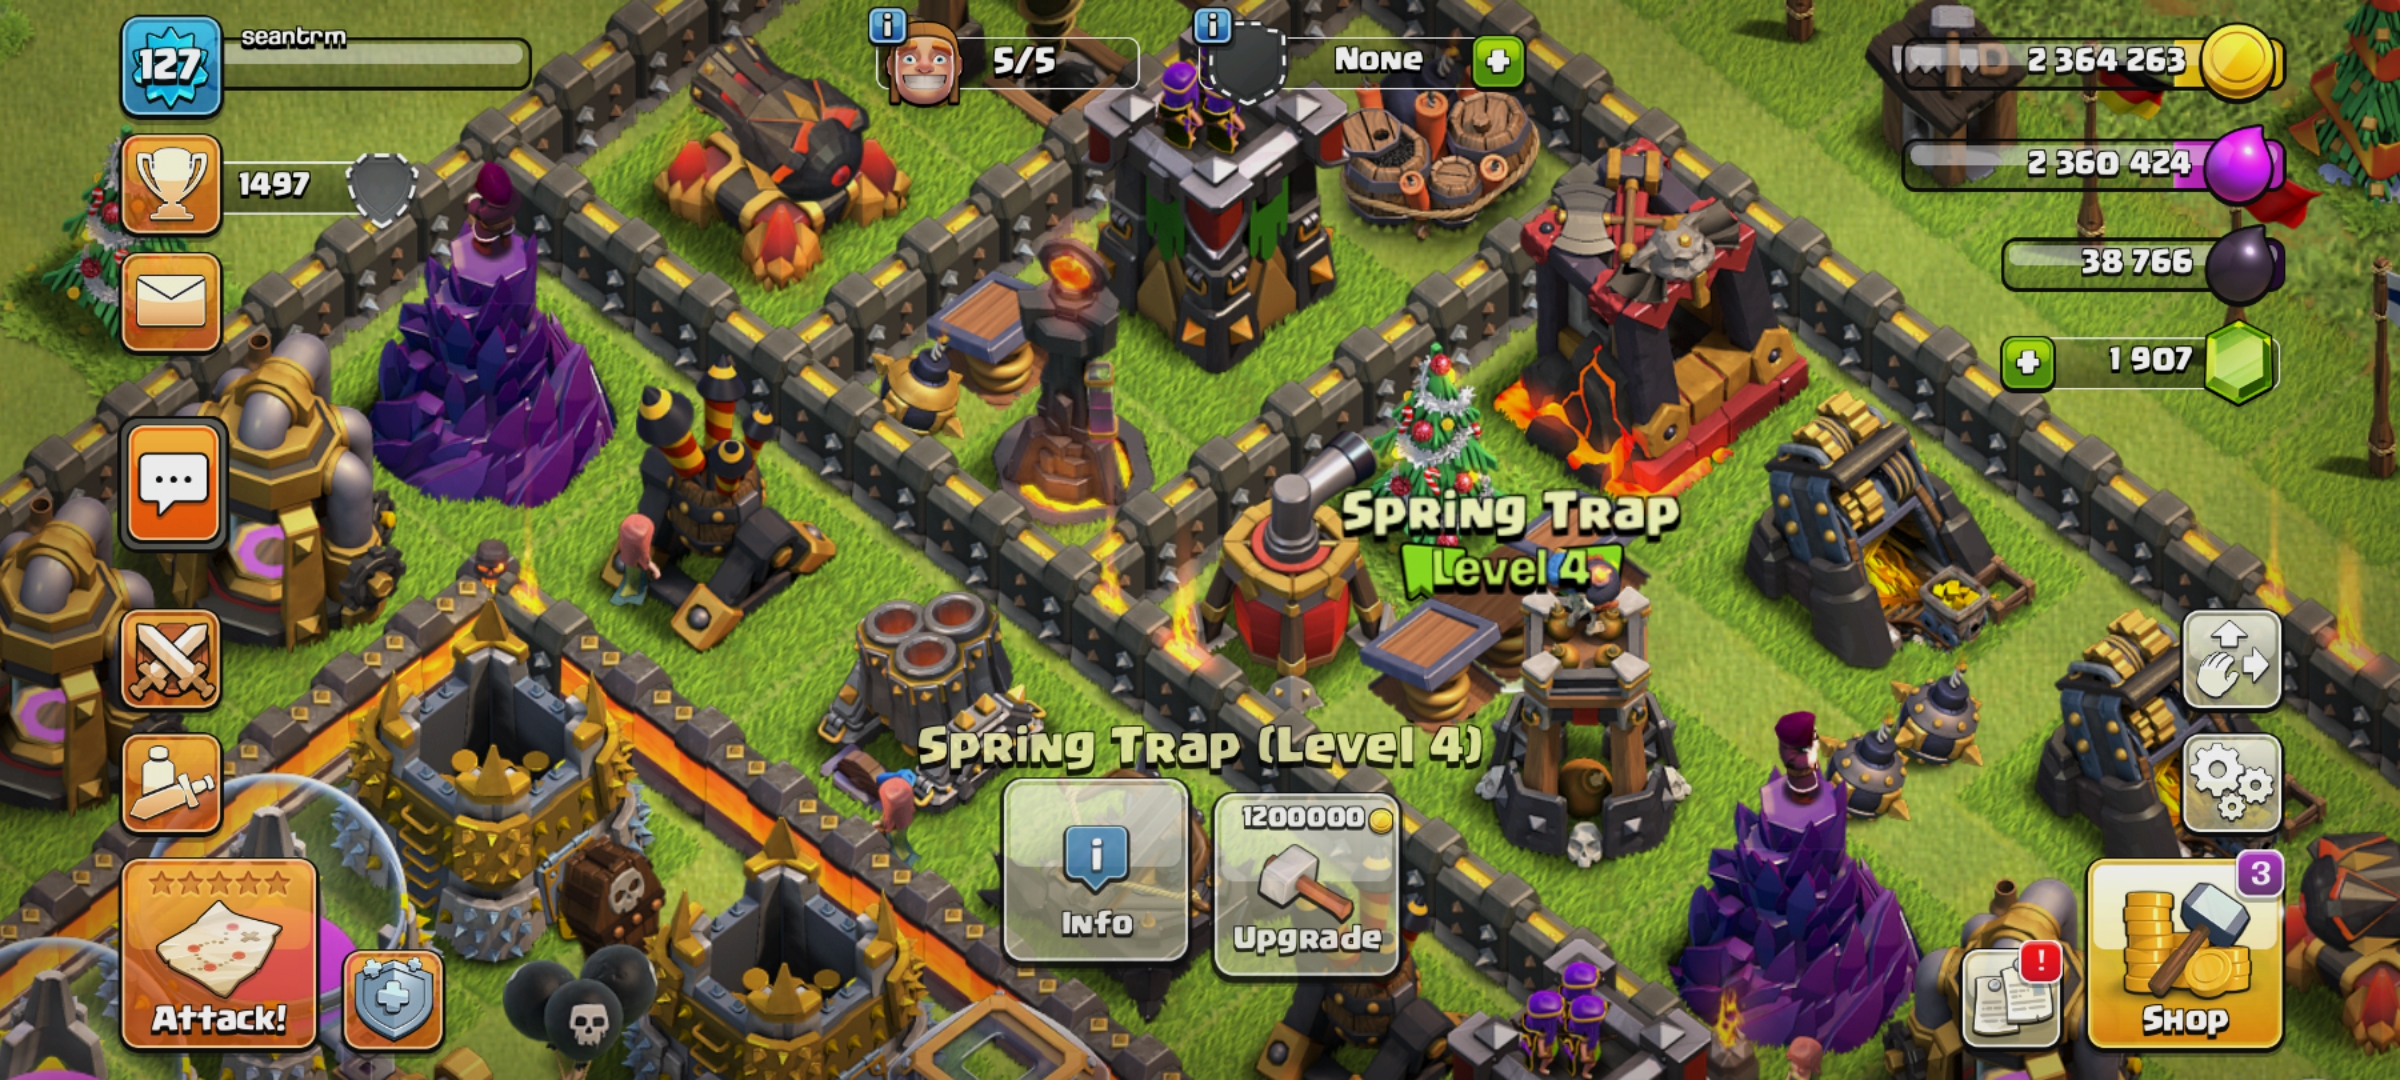 127
seantrm
5/5
None
2 364 263
1497
2 360 424
38 766
1 907
Spring Trap
Level 4
Spring Trap (Level 4)
1200000
Info
Upgrade
3
Attack!
!
Shop